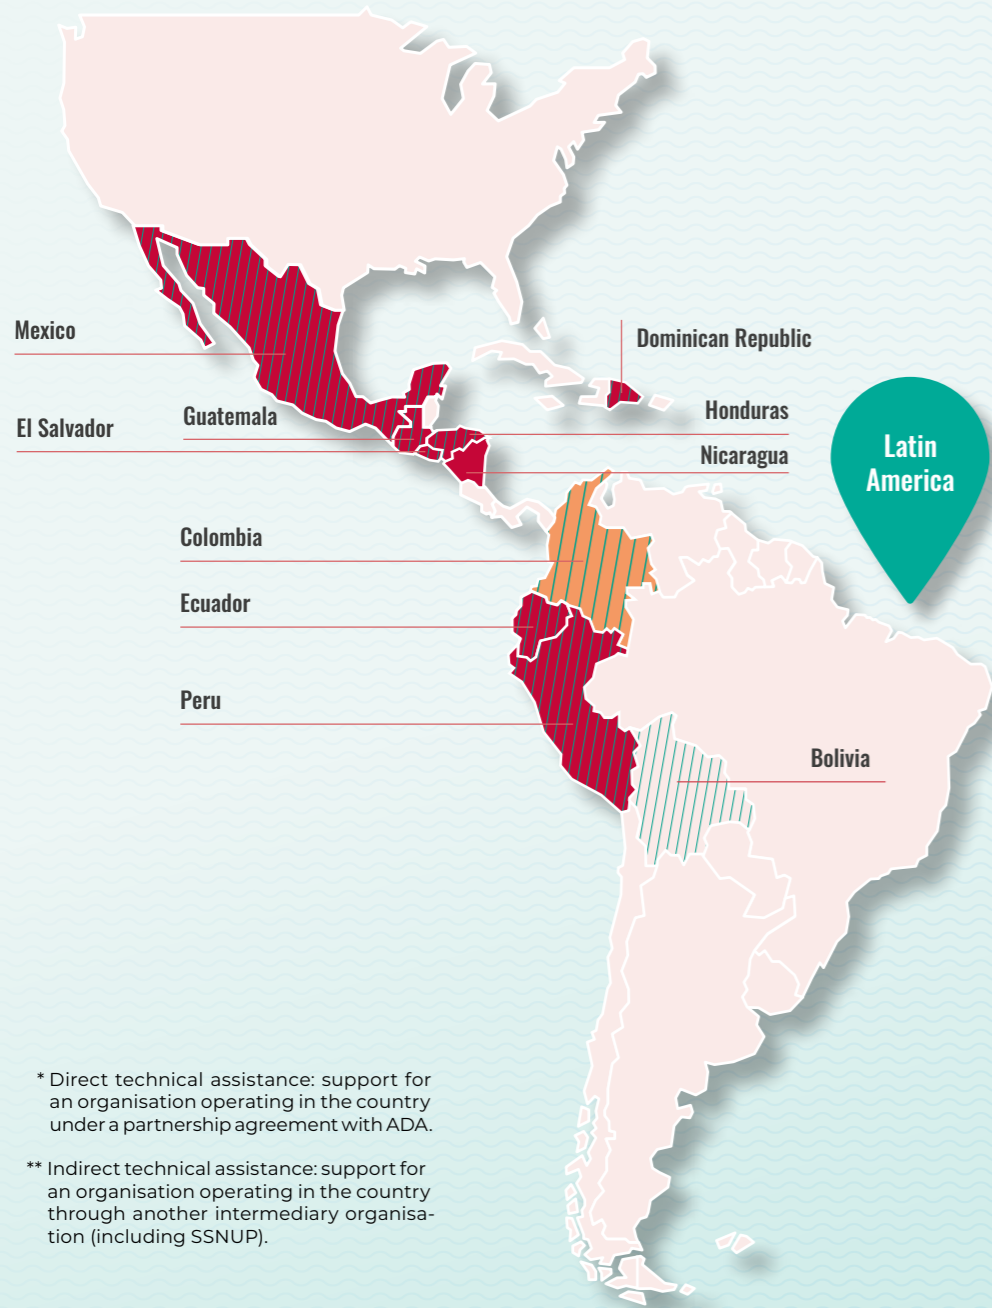 Mexico
Dominican Republic
Guatemala
Honduras
El Salvador
Nicaragua
Latin
America
Colombia
Ecuador
Peru
Bolivia
* Direct technical assistance: support for
an organisation operating in the country
under a partnership agreement with ADA.
** Indirect technical assistance: support for
an organisation operating in the country
through another intermediary organisa-
tion (including SSNUP).